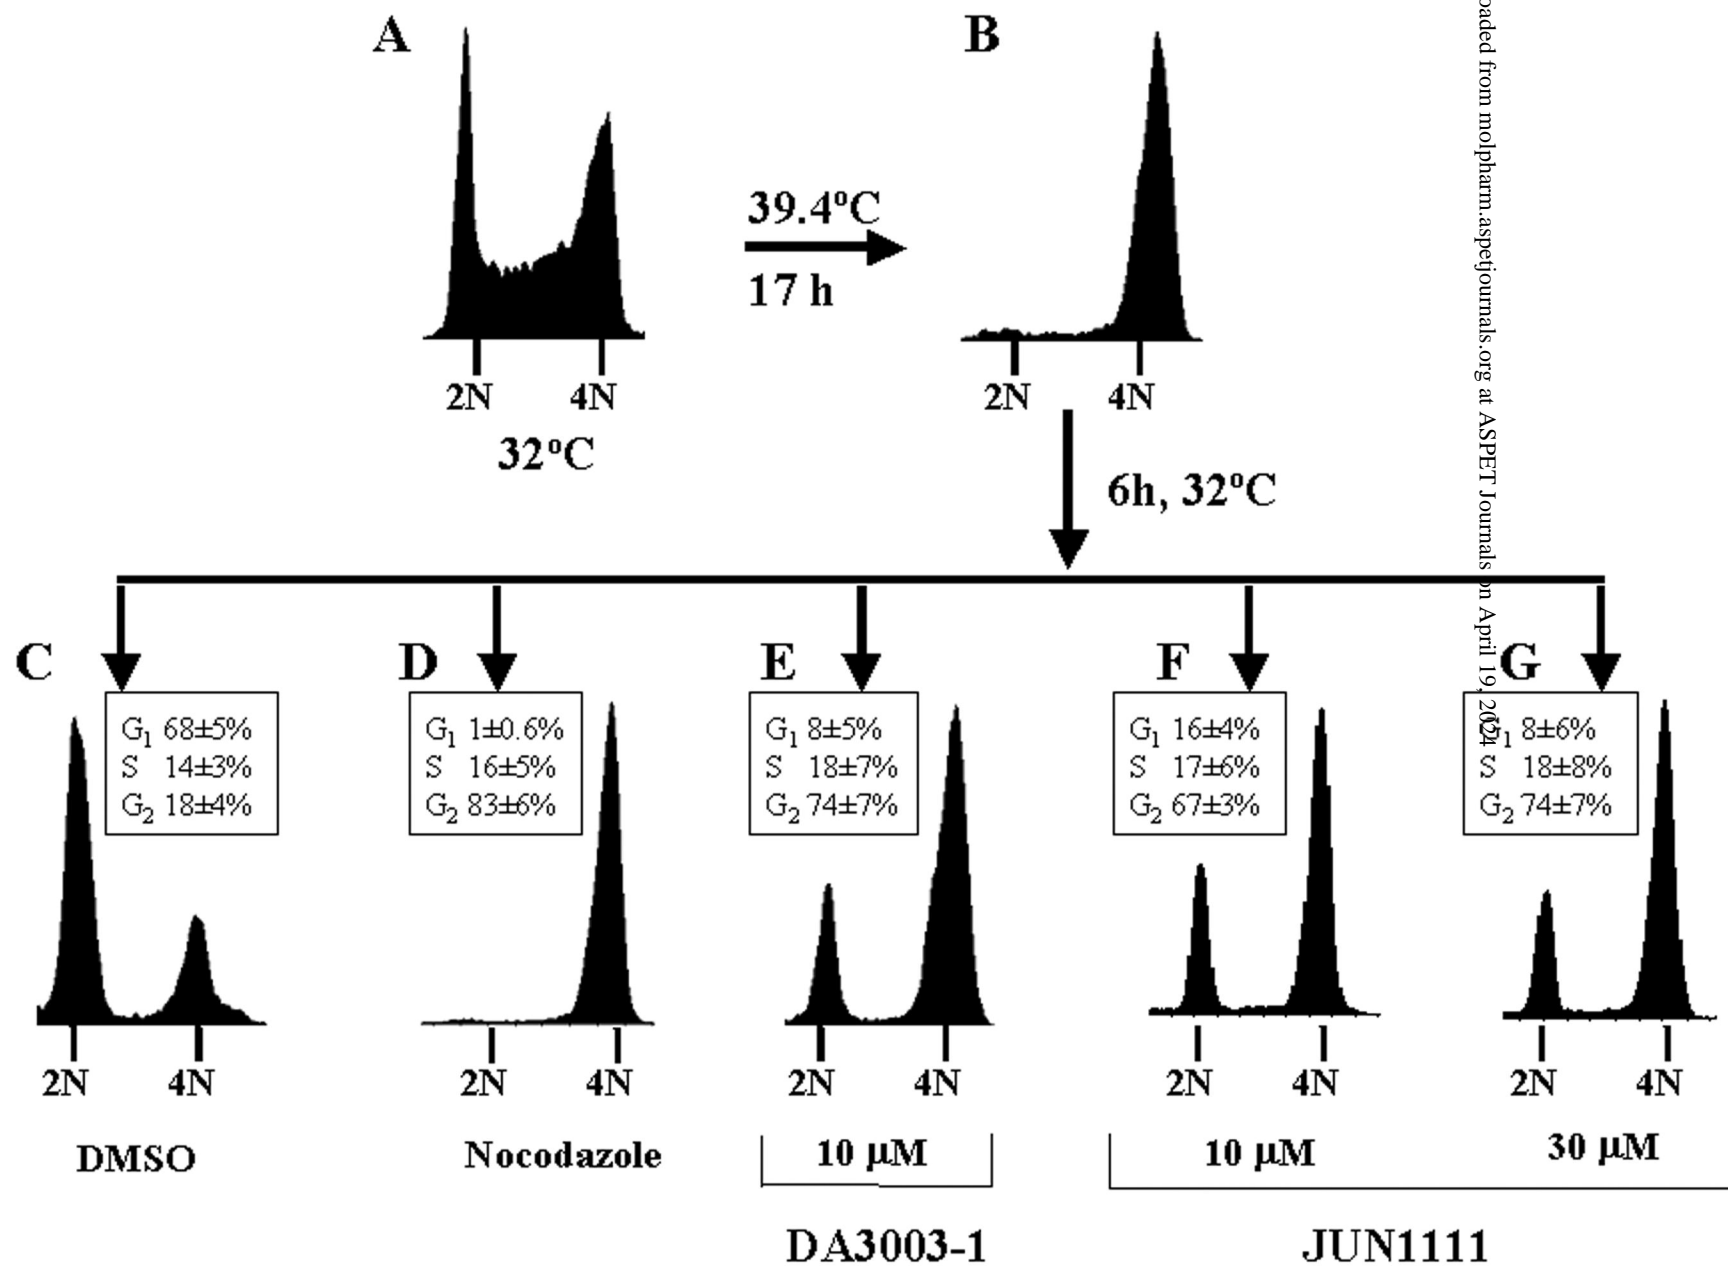 A
B
39.4ºC
17 h
2N 4N
32ºC
2N 4N
6h, 32ºC
C
D
E
F
G
G1 68±5%
S 14±3%
G2 18±4%
G1 1±0.6%
S 16±5%
G2 83±6%
G1 8±5%
S 18±7%
G2 74±7%
G1 16±4%
S 17±6%
G2 67±3%
G1 8±6%
S 18±8%
G2 74±7%
2N 4N
2N 4N
2N 4N
2N 4N
2N 4N
DMSO
Nocodazole
10 µM
10 µM
30 µM
DA3003-1
JUN1111
oaded from molpharm.aspetjournals.org at ASPET Journals on April 19, 2024